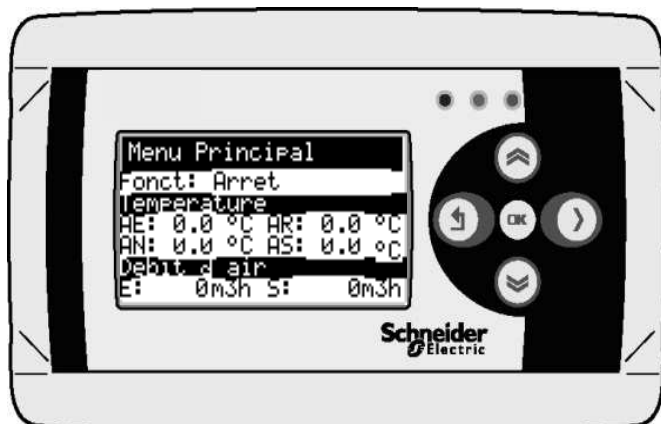 Menu Principal
Fonct: Arret
Temperature
AE: 0.0 °C AR: 0.0 °C
AN: 0.0 °C AS: 0.0 °C
Debit d air
E: 0m3h S: 0m3h
OK
Schneider
Electric